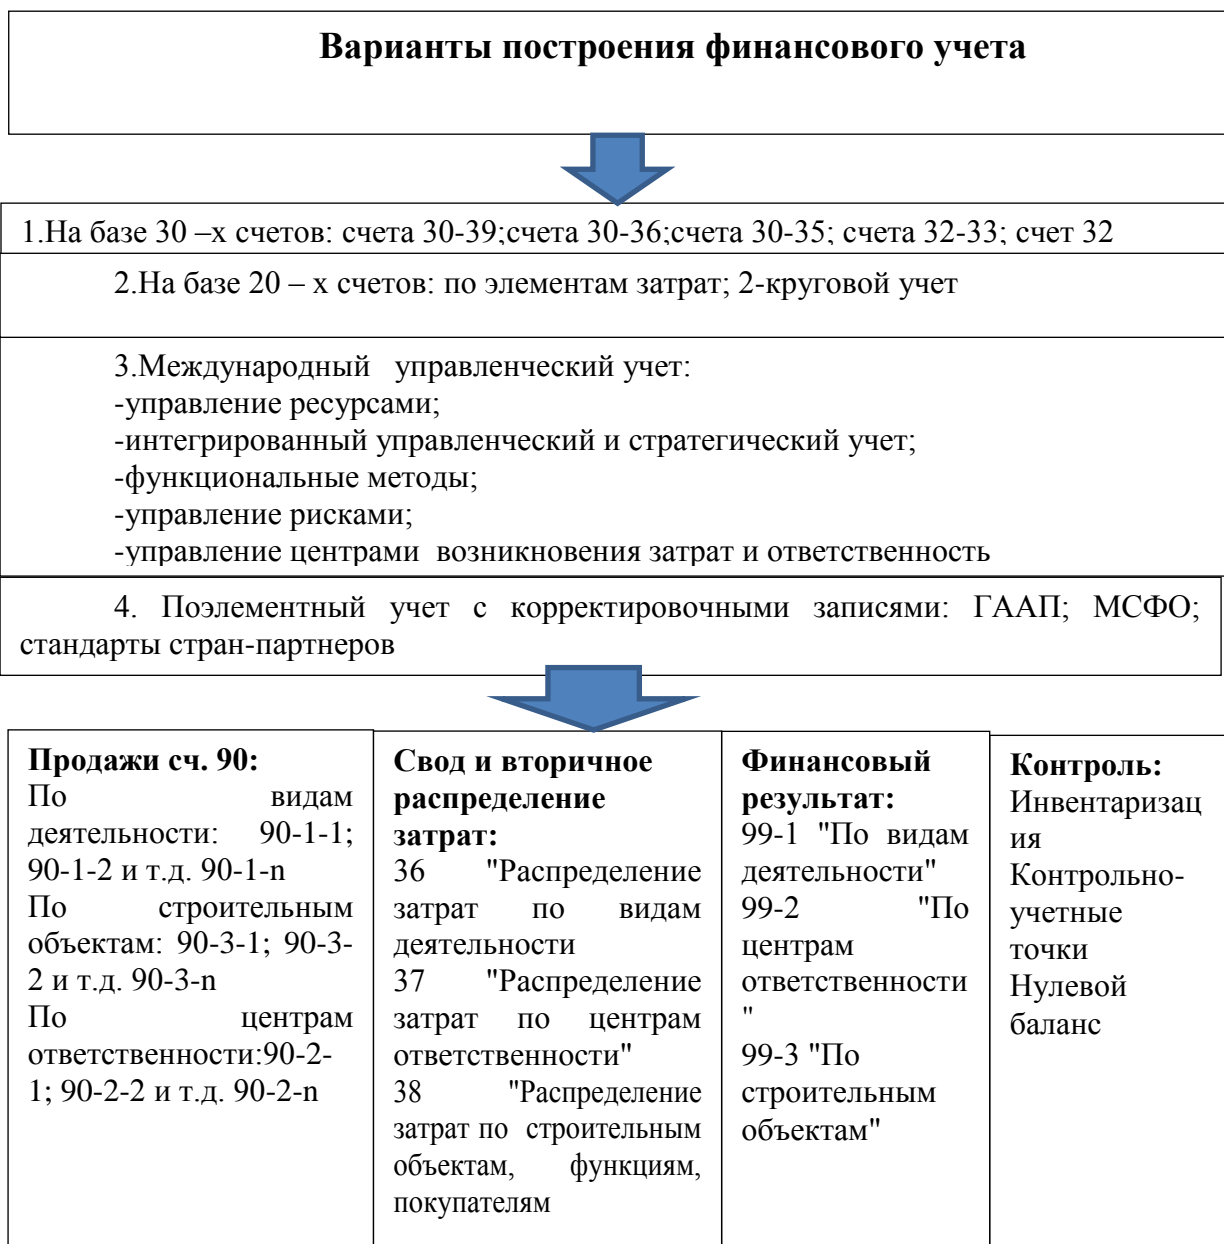 Варианты построения финансового учета
1.На базе 30 –х счетов: счета 30-39;счета 30-36;счета 30-35; счета 32-33; счет 32
2.На базе 20 – х счетов: по элементам затрат; 2-круговой учет
3.Международный управленческий учет:
-управление ресурсами;
-интегрированный управленческий и стратегический учет;
-функциональные методы;
-управление рисками;
-управление центрами возникновения затрат и ответственность
4. Поэлементный учет с корректировочными записями: ГААП; МСФО;
стандарты стран-партнеров
Продажи сч. 90:
По видам
деятельности: 90-1-1;
90-1-2 и т.д. 90-1-n
По строительным
объектам: 90-3-1; 90-3-
2 и т.д. 90-3-n
По центрам
ответственности:90-2-
1; 90-2-2 и т.д. 90-2-n
Свод и вторичное
распределение
затрат:
36 "Распределение
затрат по видам
деятельности
37 "Распределение
затрат по центрам
ответственности"
38 "Распределение
затрат по строительным
объектам, функциям,
покупателям
Финансовый
результат:
99-1 "По видам
деятельности"
99-2 "По
центрам
ответственности
"
99-3 "По
строительным
объектам"
Контроль:
Инвентаризац
ия
Контрольно-
учетные
точки
Нулевой
баланс